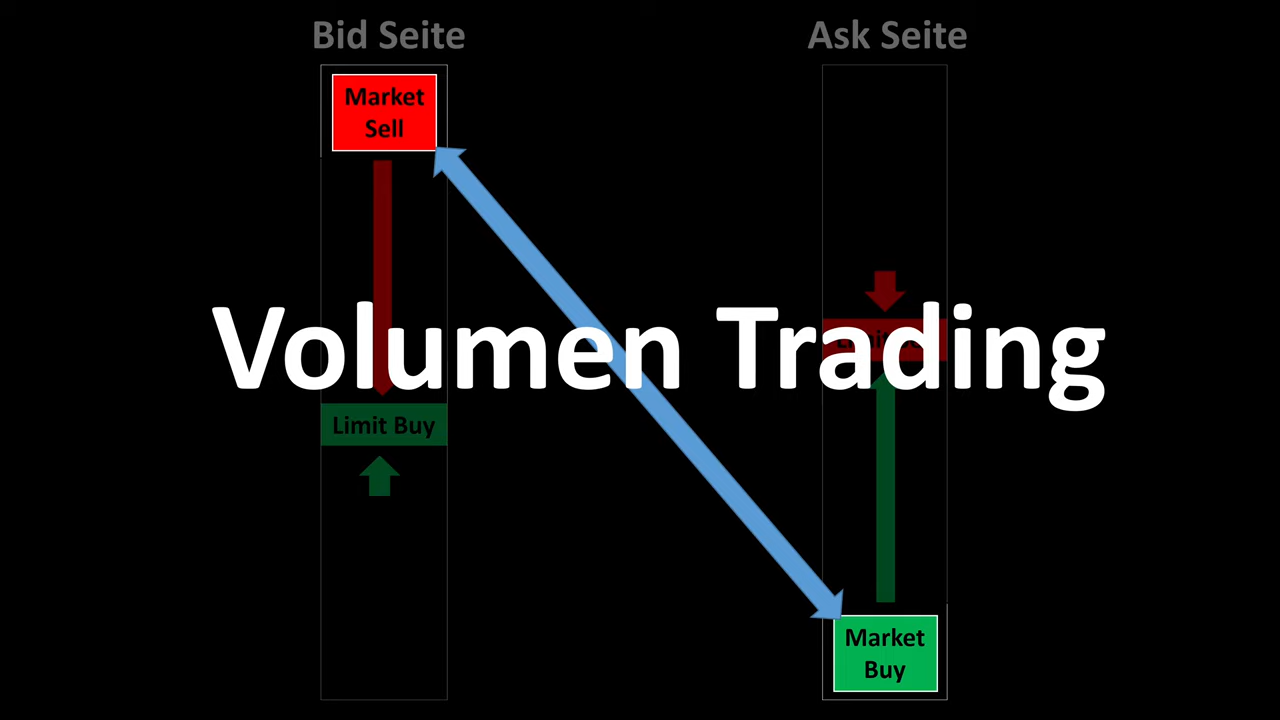 Bid Seite
Ask Seite
Market
Sell
Volumen Trading
Limit Buy
Market
Buy